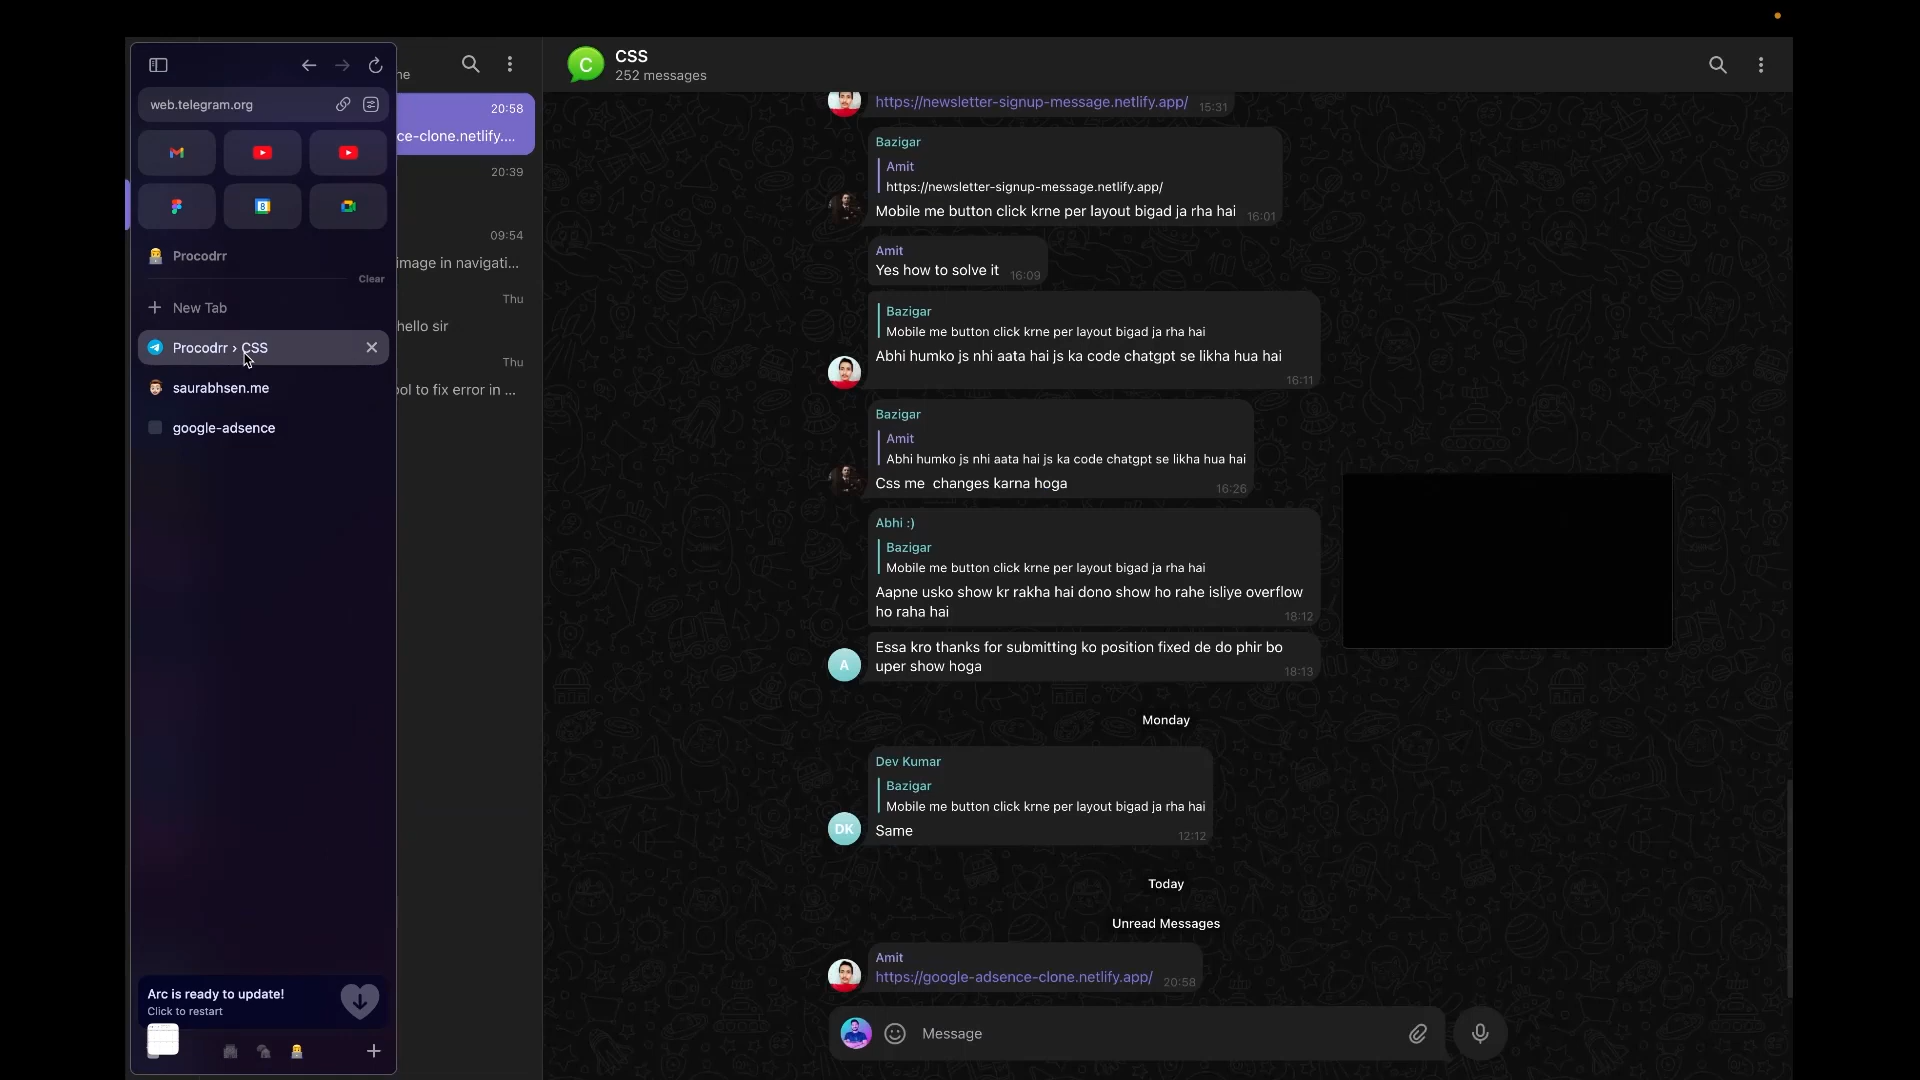 web.telegram.org
Procodrr
Clear
New Tab
Procodrr › CSS
saurabhsen.me
google-adsence
Arc is ready to update!
Click to restart
ne
20:58
ce-clone.netlify....
20:39
09:54
image in navigati...
Thu
hello sir
Thu
ol to fix error in ...
C
CSS
252 messages
https://newsletter-signup-message.netlify.app/ 15:31
Bazigar
Amit
https://newsletter-signup-message.netlify.app/
Mobile me button click krne per layout bigad ja rha hai 16:01
Amit
Yes how to solve it 16:09
Bazigar
Mobile me button click krne per layout bigad ja rha hai
Abhi humko js nhi aata hai js ka code chatgpt se likha hua hai
16:11
Bazigar
Amit
Abhi humko js nhi aata hai js ka code chatgpt se likha hua hai
Css me changes karna hoga 16:26
Abhi :)
Bazigar
Mobile me button click krne per layout bigad ja rha hai
Aapne usko show kr rakha hai dono show ho rahe isliye overflow
ho raha hai 18:12
A
Essa kro thanks for submitting ko position fixed de do phir bo
uper show hoga 18:13
Monday
Dev Kumar
Bazigar
Mobile me button click krne per layout bigad ja rha hai
DK
Same 12:12
Today
Unread Messages
Amit
https://google-adsence-clone.netlify.app/ 20:58
Message